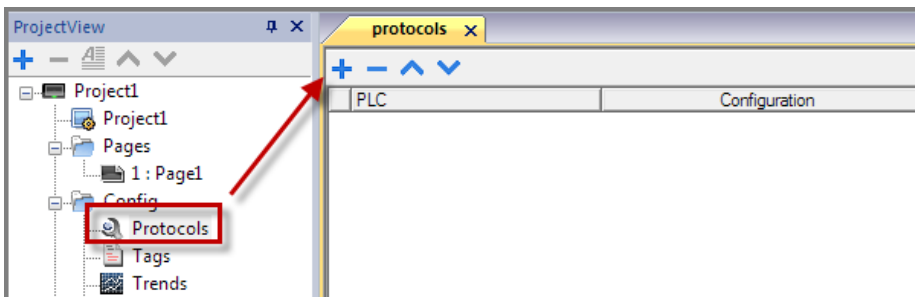 ProjectView
Project1
Project1
Pages
1 : Page1
Config
Protocols
Tags
Trends
protocols
PLC Configuration